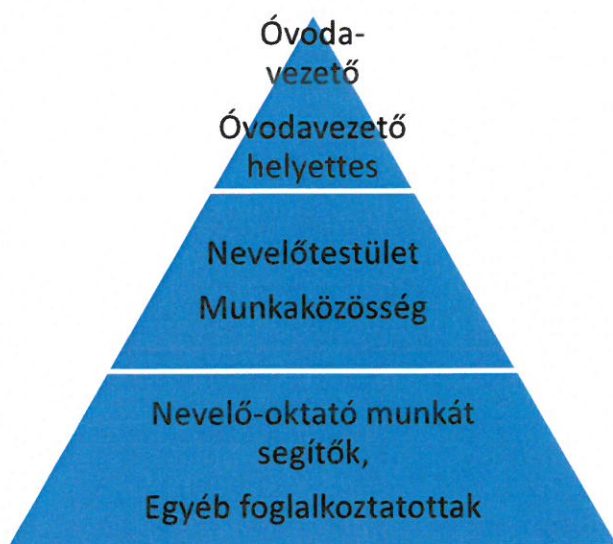 Óvoda-
vezető
Óvodavezető
helyettes
Nevelőtestület
Munkaközösség
Nevelő-oktató munkát
segítők,
Egyéb foglalkoztatottak